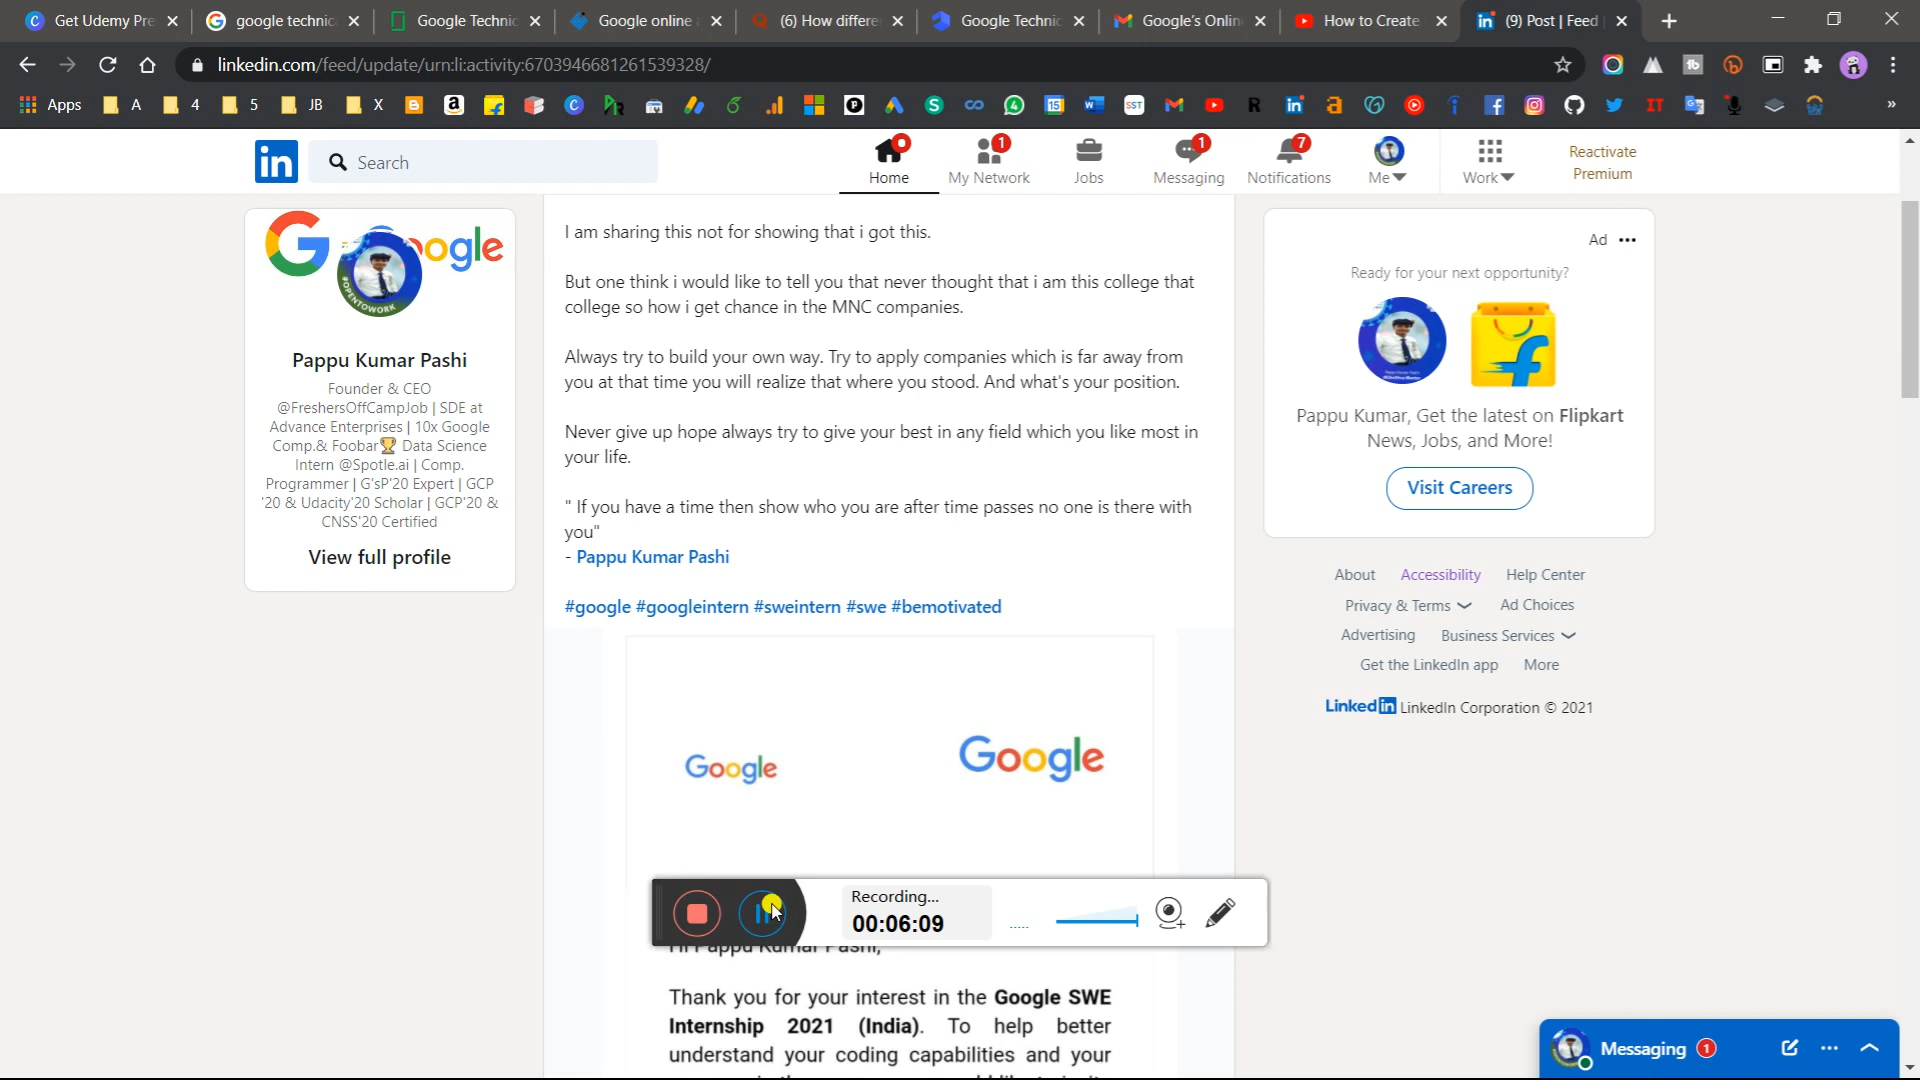 Get Udemy Pre
google technic
Google Technic
Google online
(6) How differe
Google Technic
Google's Onlin
How to Create
(9) Post | Feed
linkedin.com/feed/update/urn:li:activity:6703946681261539328/
Apps A 4 5 JB X
Search
Home
My Network 1
Jobs
Messaging 1
Notifications 7
Me
Work
Reactivate
Premium
Google
#OPENTOWORK
Pappu Kumar Pashi
Founder & CEO
@FreshersOffCampJob | SDE at
Advance Enterprises | 10x Google
Comp.& Foobar🏆 Data Science
Intern @Spotle.ai | Comp.
Programmer | G'sP'20 Expert | GCP
'20 & Udacity'20 Scholar | GCP'20 &
CNSS'20 Certified
View full profile
I am sharing this not for showing that i got this.
But one think i would like to tell you that never thought that i am this college that
college so how i get chance in the MNC companies.
Always try to build your own way. Try to apply companies which is far away from
you at that time you will realize that where you stood. And what's your position.
Never give up hope always try to give your best in any field which you like most in
your life.
" If you have a time then show who you are after time passes no one is there with
you"
- Pappu Kumar Pashi
#google #googleintern #sweintern #swe #bemotivated
Google
Google
Recording...
00:06:09
Hi Pappu Kumar Pashi,
Thank you for your interest in the Google SWE
Internship 2021 (India). To help better
understand your coding capabilities and your
Ad
Ready for your next opportunity?
Pappu Kumar, Get the latest on Flipkart
News, Jobs, and More!
Visit Careers
About Accessibility Help Center
Privacy & Terms Ad Choices
Advertising Business Services
Get the LinkedIn app More
LinkedIn LinkedIn Corporation © 2021
Messaging 1